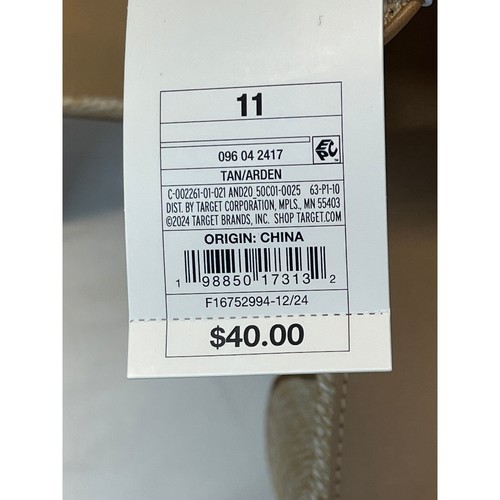 11
096 04 2417
EPC
TAN/ARDEN
C-002261-01-021 AND20 50C01-0025 63-P1-10
DIST. BY TARGET CORPORATION, MPLS., MN 55403
©2024 TARGET BRANDS, INC. SHOP TARGET.COM
ORIGIN: CHINA
1 98850 17313 2
F16752994-12/24
$40.00